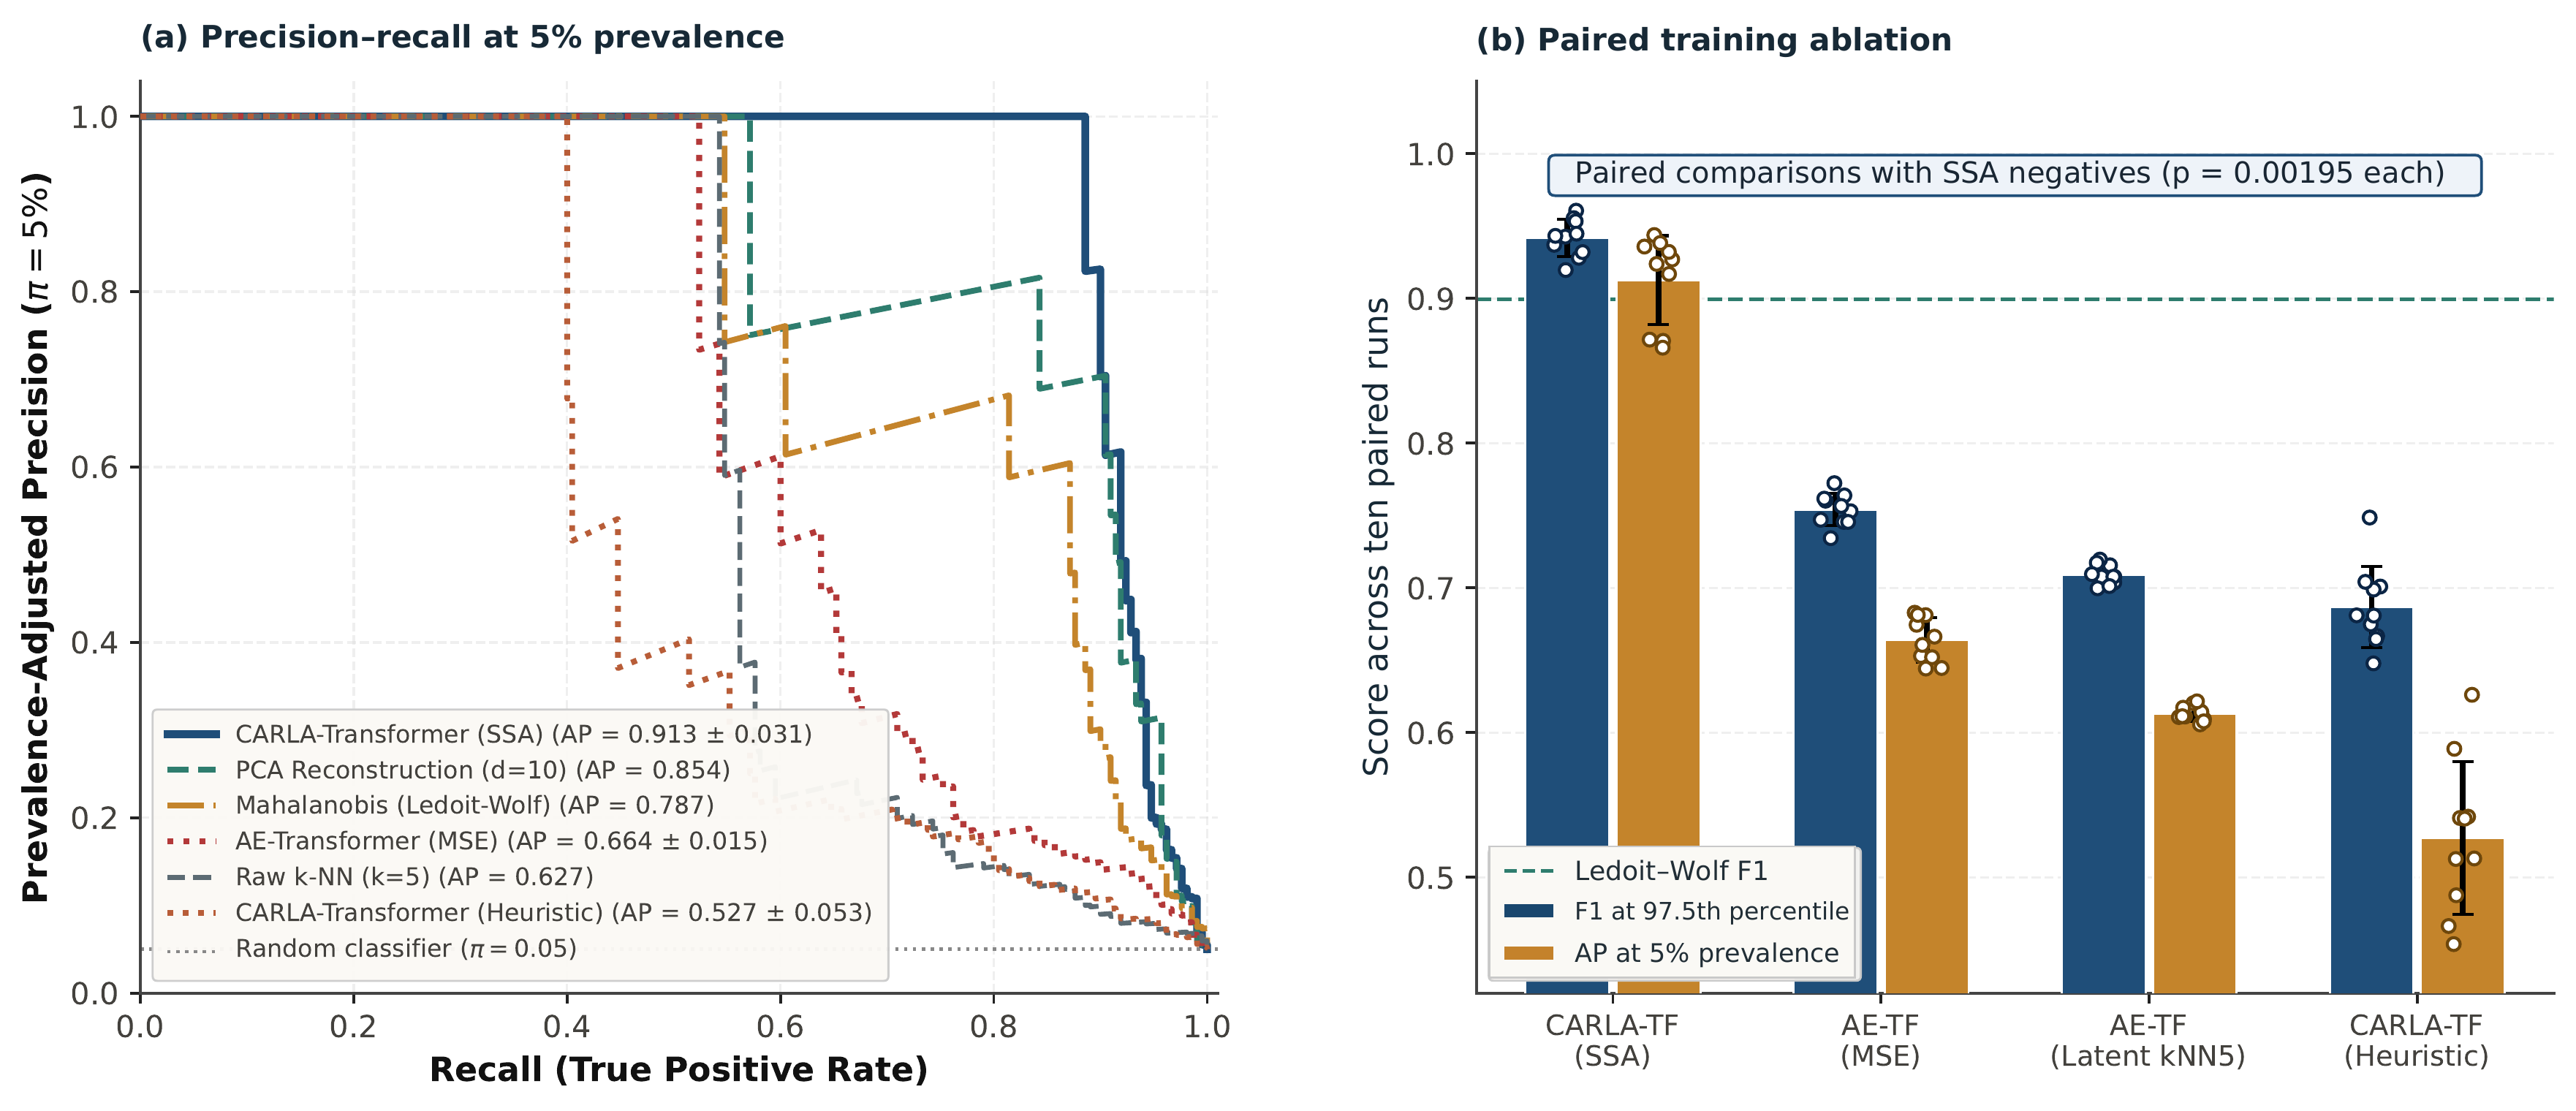 (a) Precision–recall at 5% prevalence
Prevalence-Adjusted Precision (π = 5%)
1.0
0.8
0.6
0.4
0.2
0.0
CARLA-Transformer (SSA) (AP = 0.913 ± 0.031)
PCA Reconstruction (d=10) (AP = 0.854)
Mahalanobis (Ledoit-Wolf) (AP = 0.787)
AE-Transformer (MSE) (AP = 0.664 ± 0.015)
Raw k-NN (k=5) (AP = 0.627)
CARLA-Transformer (Heuristic) (AP = 0.527 ± 0.053)
Random classifier (π = 0.05)
0.0 0.2 0.4 0.6 0.8 1.0
Recall (True Positive Rate)
(b) Paired training ablation
Score across ten paired runs
1.0
0.9
0.8
0.7
0.6
0.5
Paired comparisons with SSA negatives (p = 0.00195 each)
Ledoit–Wolf F1
F1 at 97.5th percentile
AP at 5% prevalence
CARLA-TF
(SSA)
AE-TF
(MSE)
AE-TF
(Latent kNN5)
CARLA-TF
(Heuristic)